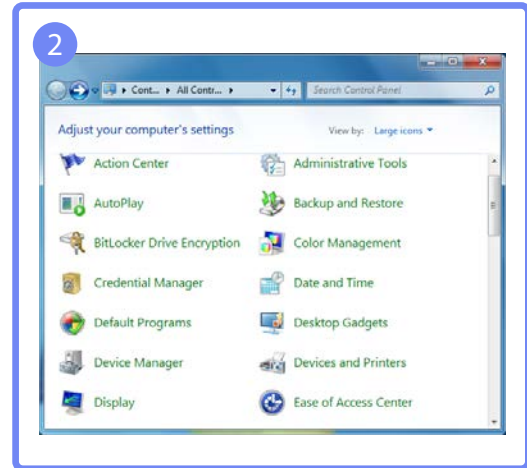 2
Cont... All Contr...
Search Control Panel
Adjust your computer's settings
View by: Large icons
Action Center
Administrative Tools
AutoPlay
Backup and Restore
BitLocker Drive Encryption
Color Management
Credential Manager
Date and Time
Default Programs
Desktop Gadgets
Device Manager
Devices and Printers
Display
Ease of Access Center